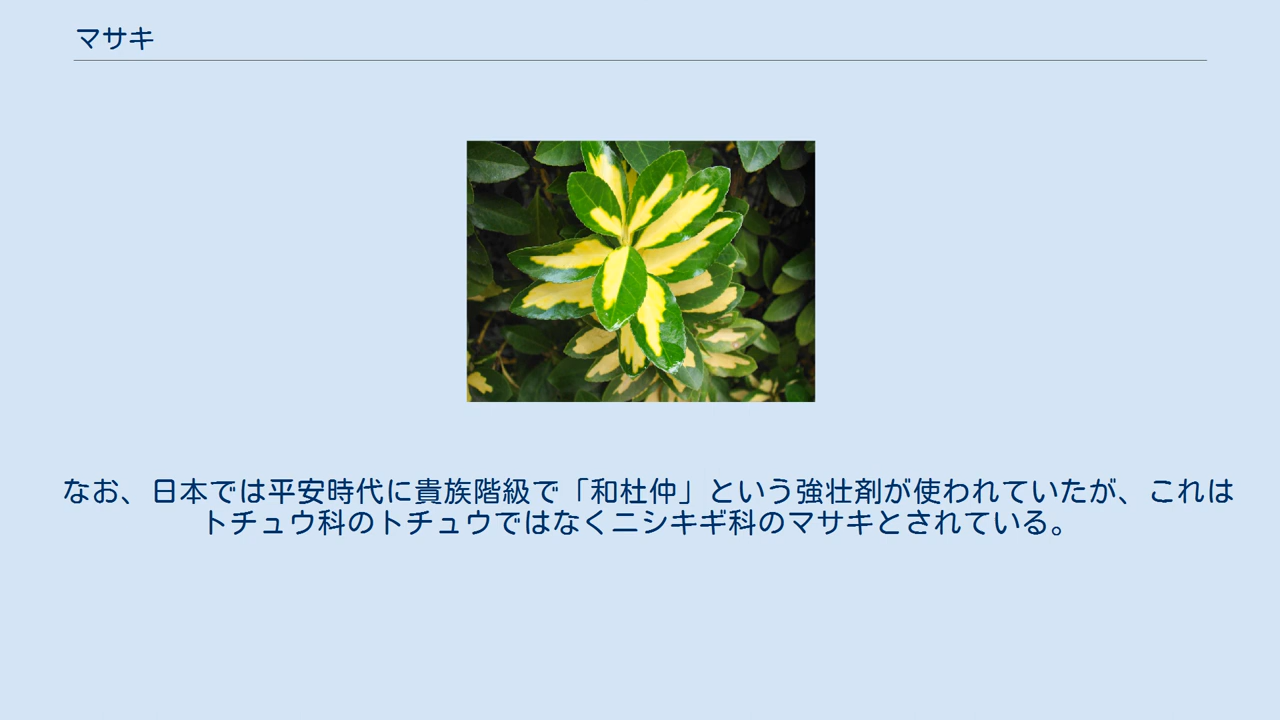 マサキ
なお、日本では平安時代に貴族階級で「和杜仲」という強壮剤が使われていたが、これは
トチュウ科のトチュウではなくニシキギ科のマサキとされている。